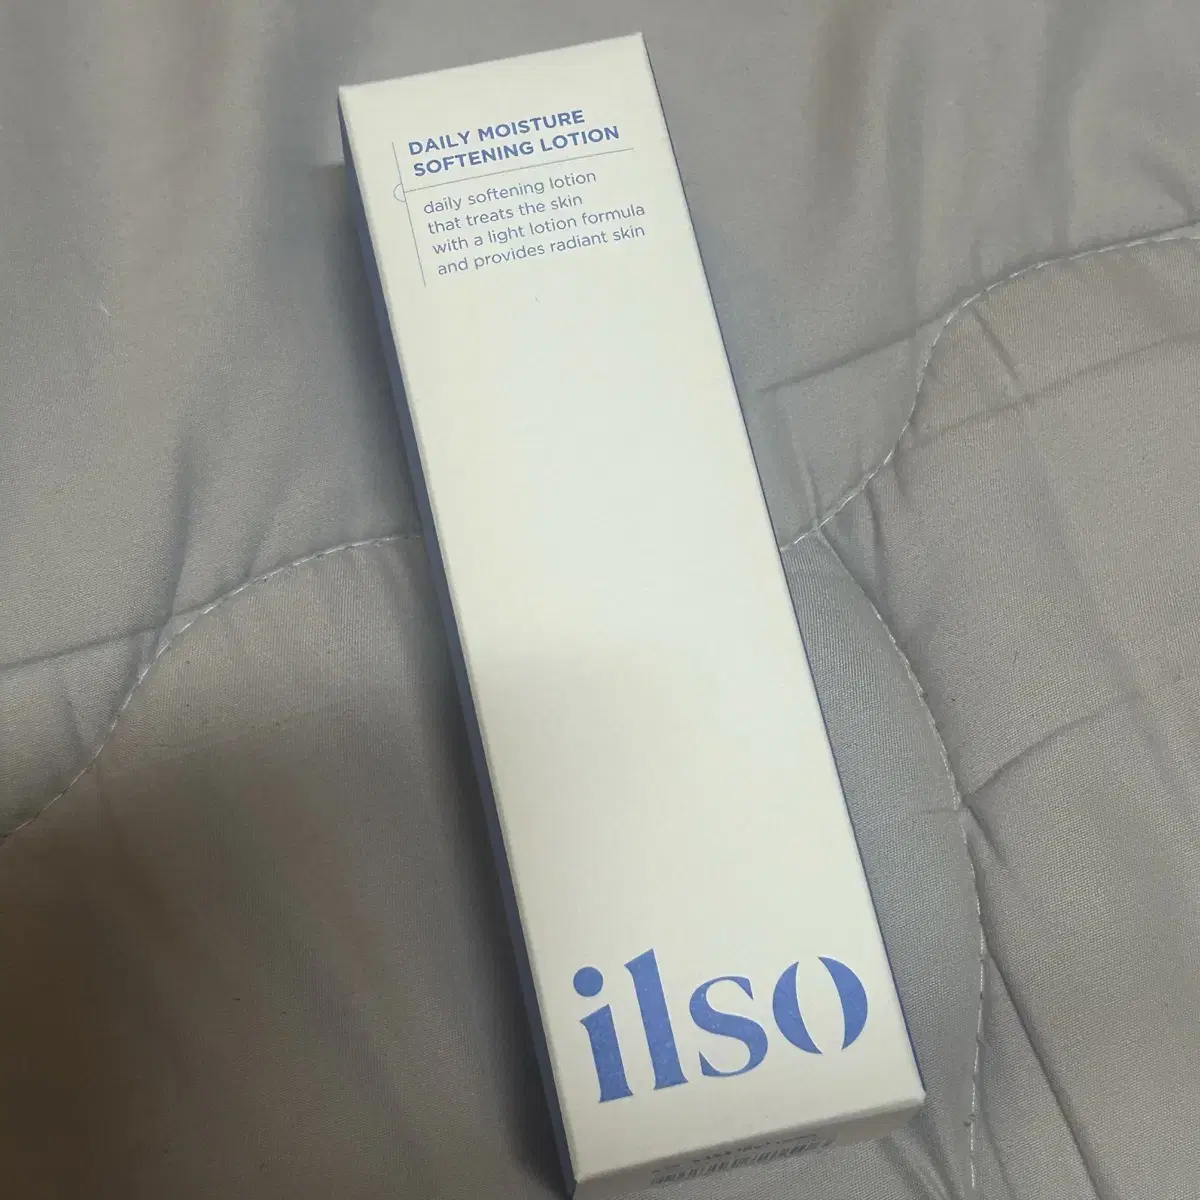 DAILY MOISTURE
SOFTENING LOTION
daily softening lotion
that treats the skin
with a light lotion formula
and provides radiant skin
ilso